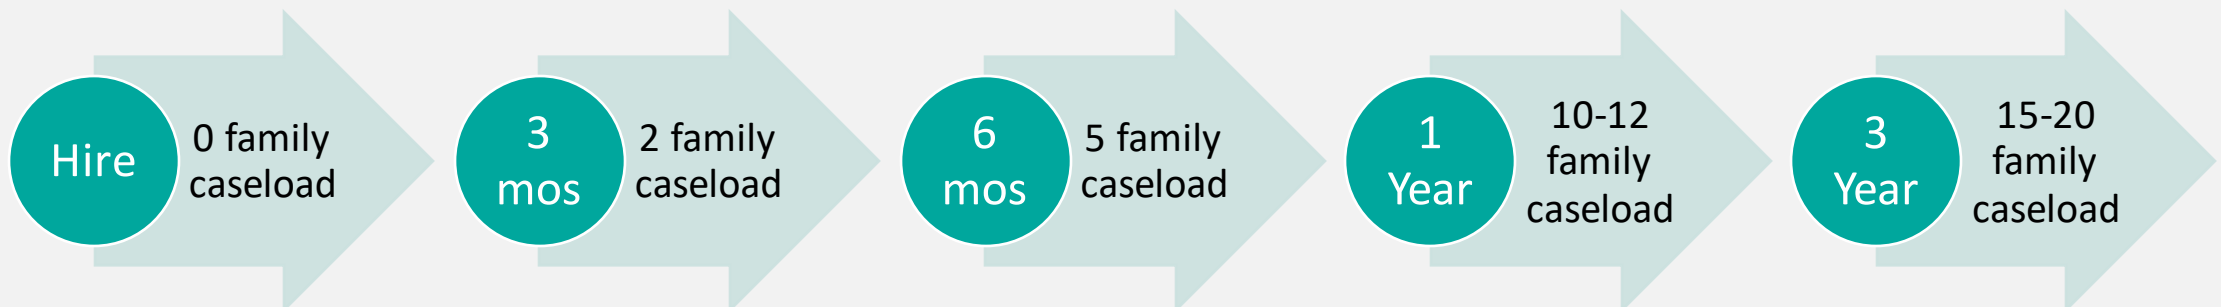 Hire
0 family
caseload
3
mos
2 family
caseload
6
mos
5 family
caseload
1
Year
10-12
family
caseload
3
Year
15-20
family
caseload